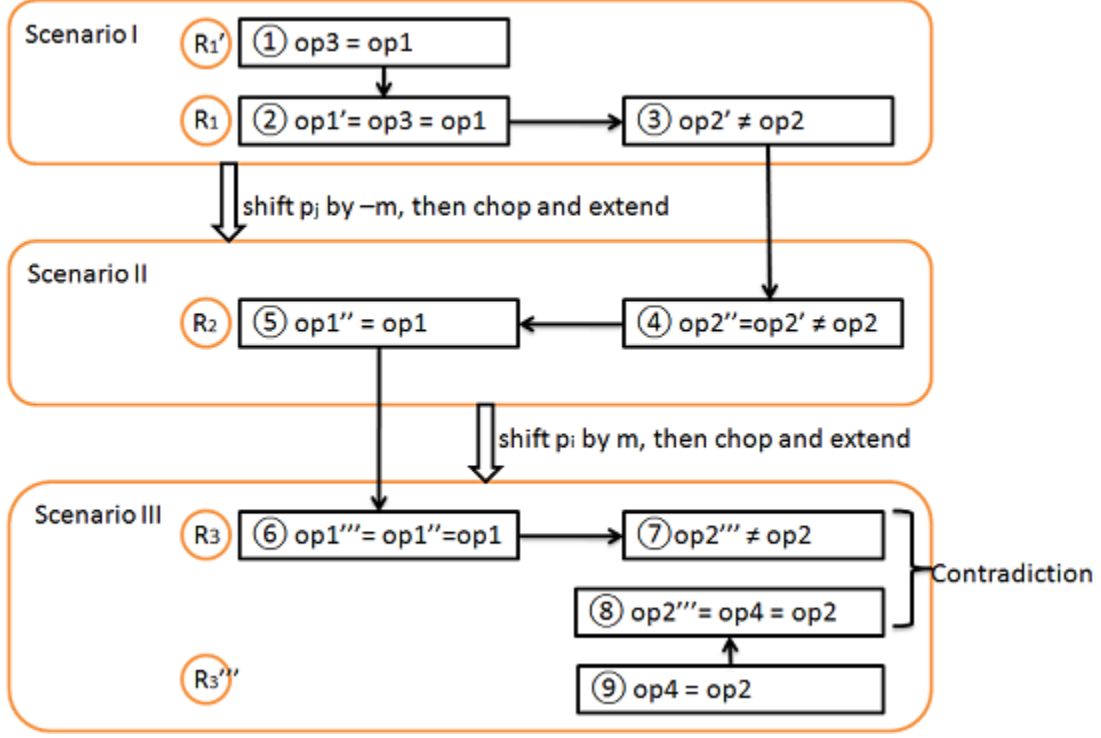 Scenario I
R₁′ ① op3 = op1
R₁ ② op1′= op3 = op1 ③ op2′ ≠ op2
shift pⱼ by –m, then chop and extend
Scenario II
R₂ ⑤ op1′′ = op1 ④ op2′′=op2′ ≠ op2
shift pᵢ by m, then chop and extend
Scenario III
R₃ ⑥ op1′′′= op1′′=op1 ⑦op2′′′ ≠ op2
Contradiction
⑧ op2′′′= op4 = op2
R₃′′′ ⑨ op4 = op2